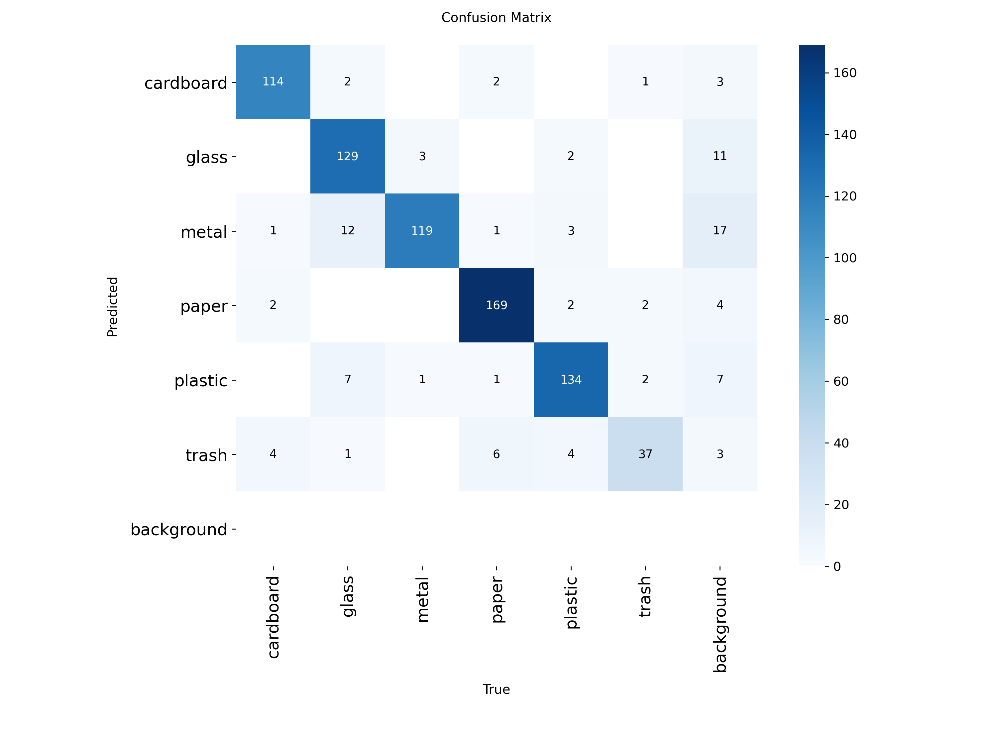 Confusion Matrix
cardboard 114 2 2 1 3
glass 129 3 2 11
metal 1 12 119 1 3 17
paper 2 169 2 2 4
plastic 7 1 1 134 2 7
trash 4 1 6 4 37 3
background
Predicted
cardboard glass metal paper plastic trash background
True
160
140
120
100
80
60
40
20
0